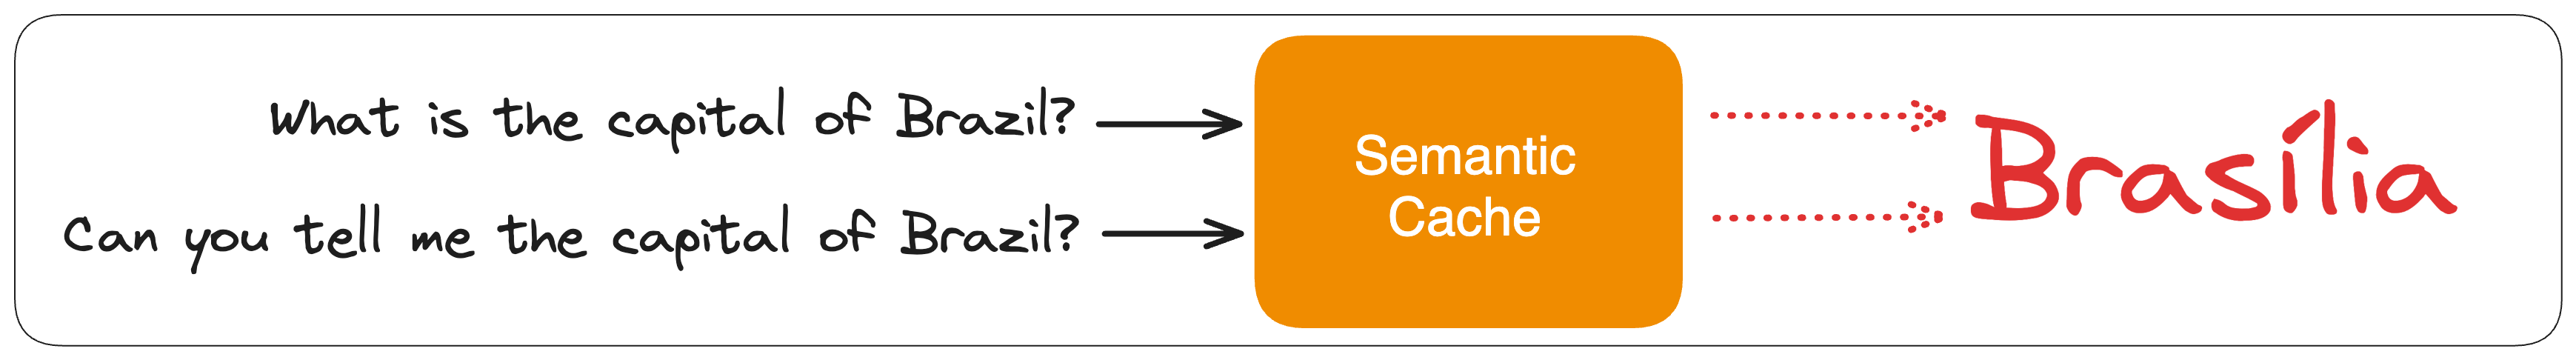 What is the capital of Brazil?
Can you tell me the capital of Brazil?
Semantic
Cache
Brasília